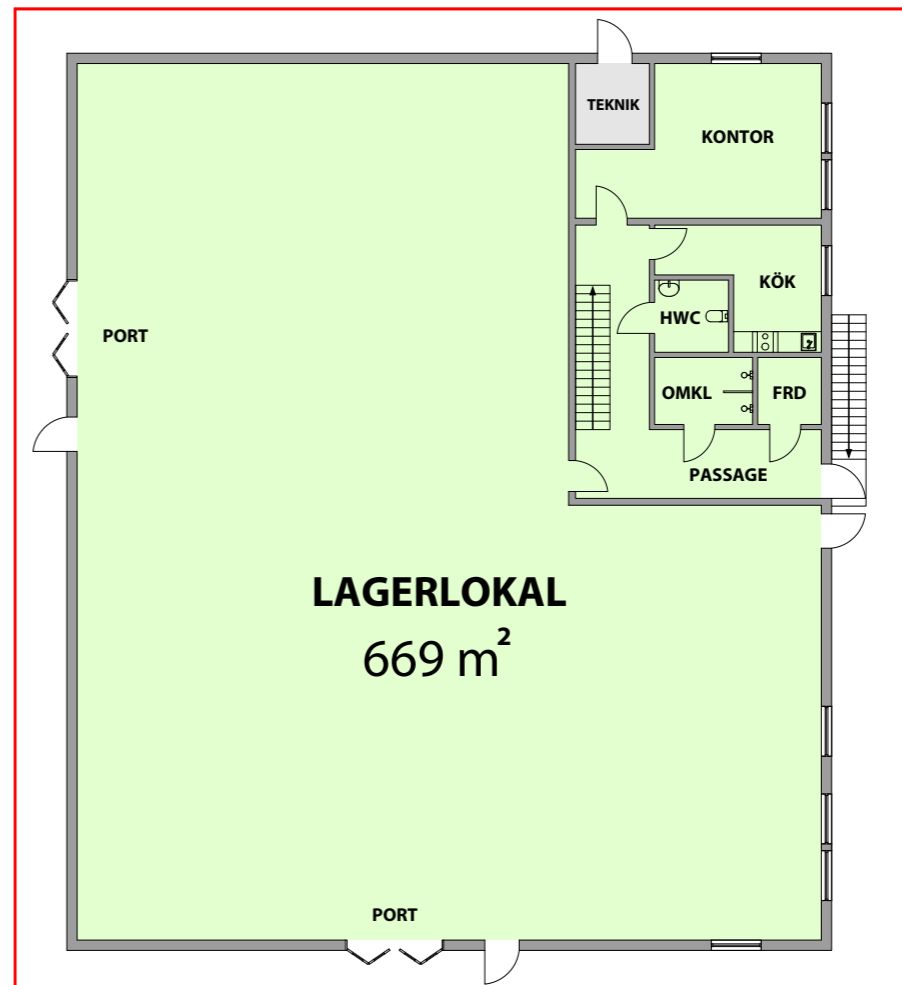 TEKNIK
KONTOR
KÖK
HWC
PORT
OMKL
FRD
PASSAGE
LAGERLOKAL
669 m²
PORT